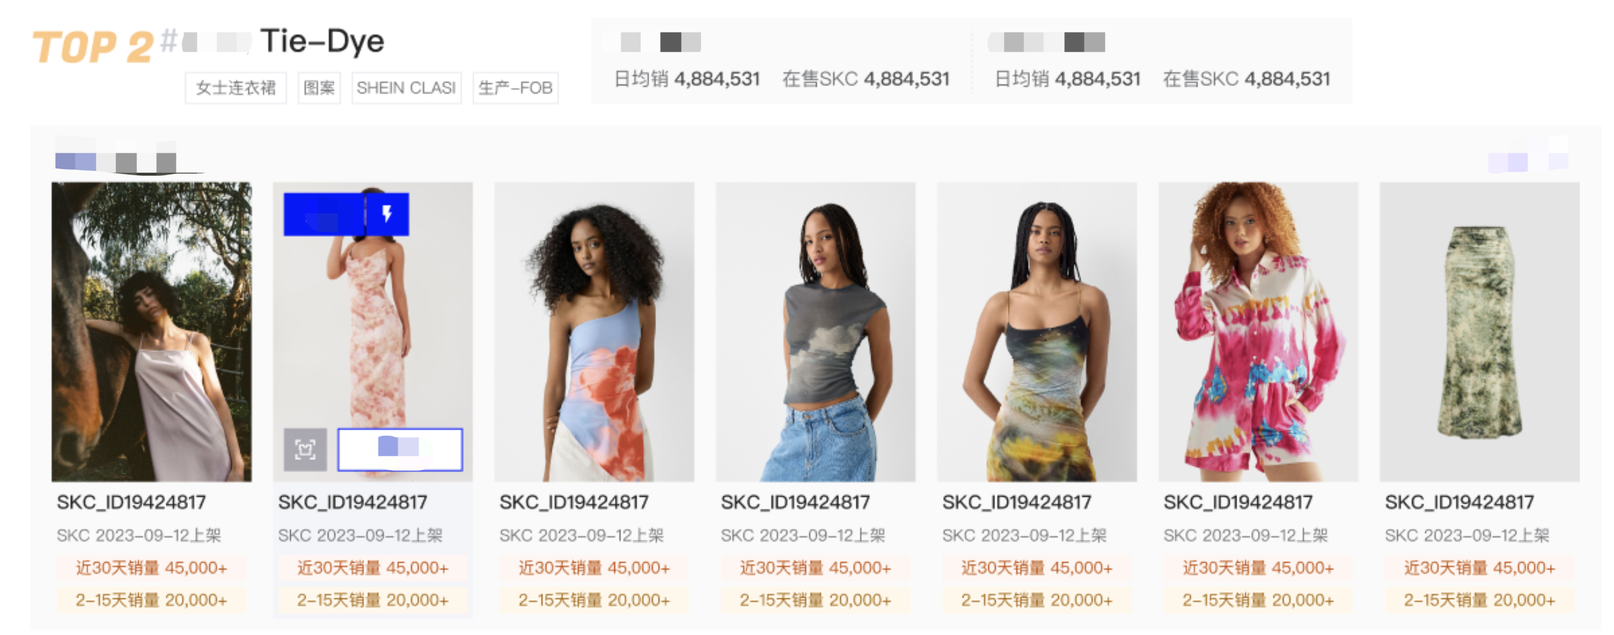 TOP 2 # Tie-Dye
女士连衣裙 图案 SHEIN CLASI 生产-FOB
日均销 4,884,531 在售SKC 4,884,531 日均销 4,884,531 在售SKC 4,884,531
SKC_ID19424817 SKC_ID19424817 SKC_ID19424817 SKC_ID19424817 SKC_ID19424817 SKC_ID19424817 SKC_ID19424817
SKC 2023-09-12上架 SKC 2023-09-12上架 SKC 2023-09-12上架 SKC 2023-09-12上架 SKC 2023-09-12上架 SKC 2023-09-12上架 SKC 2023-09-12上架
近30天销量 45,000+ 近30天销量 45,000+ 近30天销量 45,000+ 近30天销量 45,000+ 近30天销量 45,000+ 近30天销量 45,000+ 近30天销量 45,000+
2-15天销量 20,000+ 2-15天销量 20,000+ 2-15天销量 20,000+ 2-15天销量 20,000+ 2-15天销量 20,000+ 2-15天销量 20,000+ 2-15天销量 20,000+